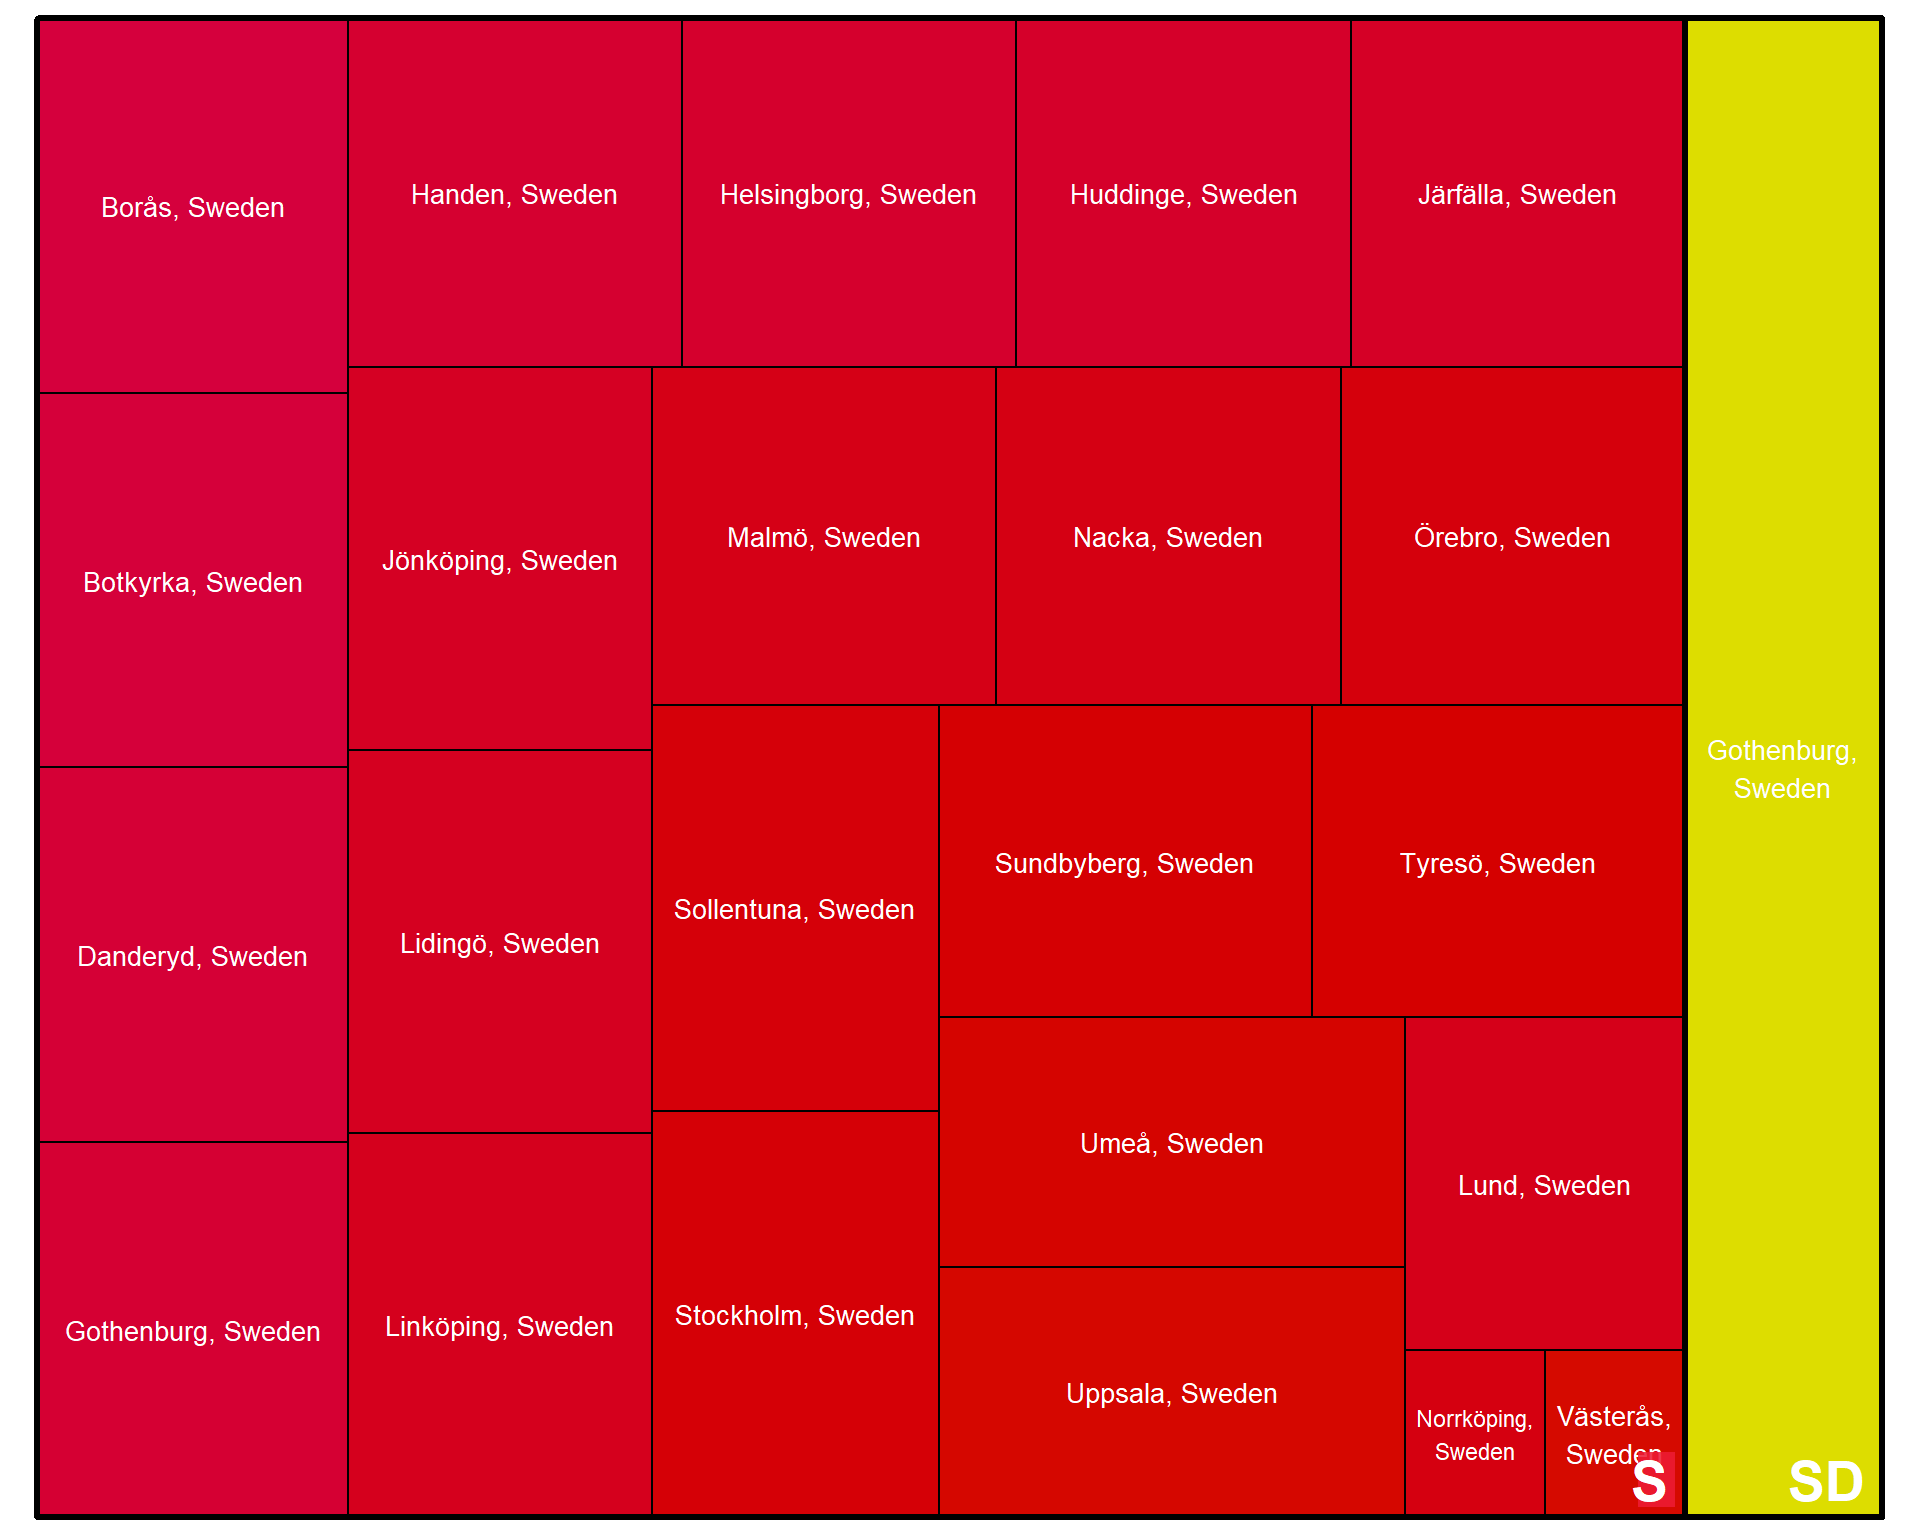 Borås, Sweden
Handen, Sweden
Helsingborg, Sweden
Huddinge, Sweden
Järfälla, Sweden
Botkyrka, Sweden
Jönköping, Sweden
Malmö, Sweden
Nacka, Sweden
Örebro, Sweden
Gothenburg,
Sweden
Danderyd, Sweden
Lidingö, Sweden
Sollentuna, Sweden
Sundbyberg, Sweden
Tyresö, Sweden
Umeå, Sweden
Lund, Sweden
Gothenburg, Sweden
Linköping, Sweden
Stockholm, Sweden
Uppsala, Sweden
Norrköping,
Sweden
Västerås,
Sweden
S
SD